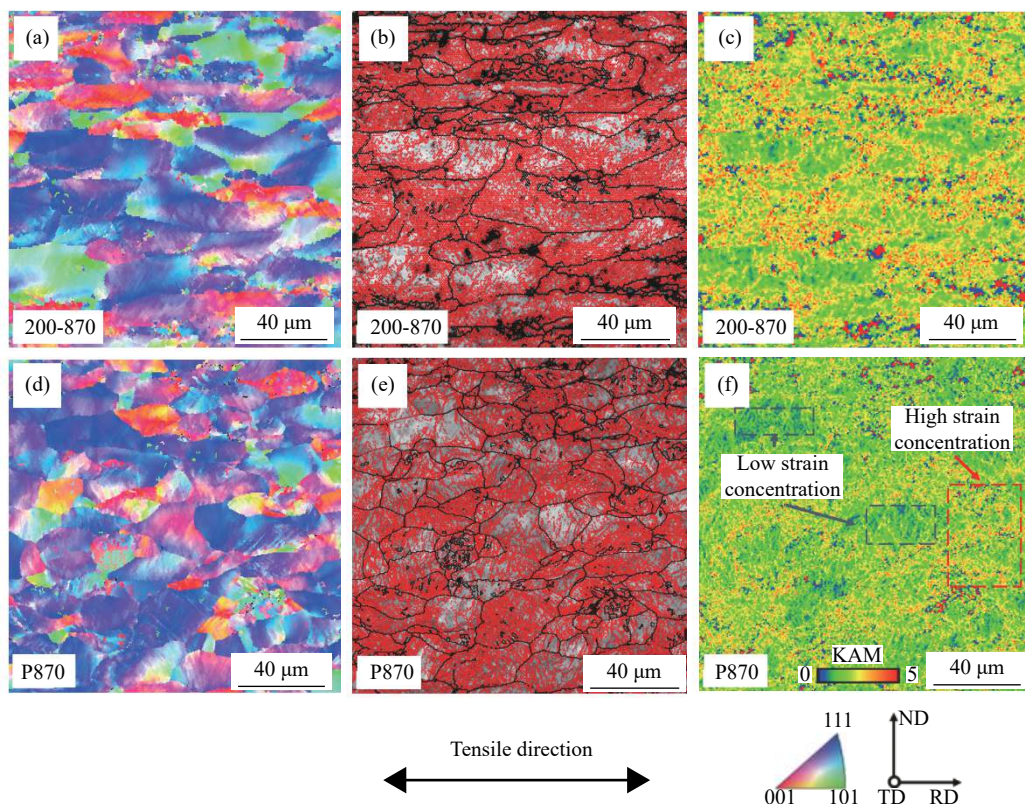 (a)
(b)
(c)
200-870
40 μm
200-870
40 μm
200-870
40 μm
(d)
(e)
(f)
High strain
concentration
Low strain
concentration
P870
40 μm
P870
40 μm
P870
KAM
0
5
40 μm
Tensile direction
111
001
101
ND
TD
RD